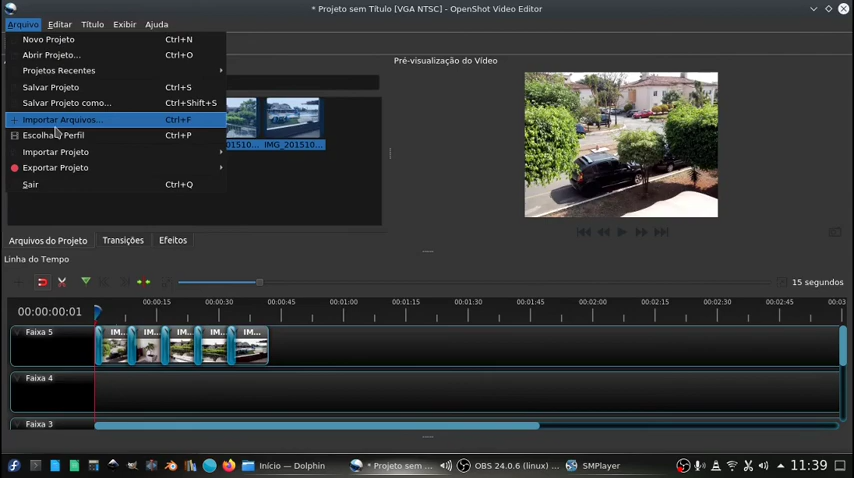 * Projeto sem Título [VGA NTSC] - OpenShot Video Editor
Arquivo Editar Título Exibir Ajuda
Novo Projeto Ctrl+N
Abrir Projeto... Ctrl+O
Projetos Recentes
Salvar Projeto Ctrl+S
Salvar Projeto como... Ctrl+Shift+S
Importar Arquivos... Ctrl+F
Escolha Perfil Ctrl+P
Importar Projeto
Exportar Projeto
Sair Ctrl+Q
Pré-visualização do Vídeo
01510... IMG_201510...
Arquivos do Projeto Transições Efeitos
Linha do Tempo
15 segundos
00:00:00:01
00:00:15 00:00:30 00:00:45 00:01:00 00:01:15 00:01:30 00:01:45 00:02:00 00:02:15 00:02:30 00:02:45 00:03
Faixa 5
IM... IM... IM... IM... IM...
Faixa 4
Faixa 3
Início — Dolphin
* Projeto sem ...
OBS 24.0.6 (linux) ...
SMPlayer
11:39